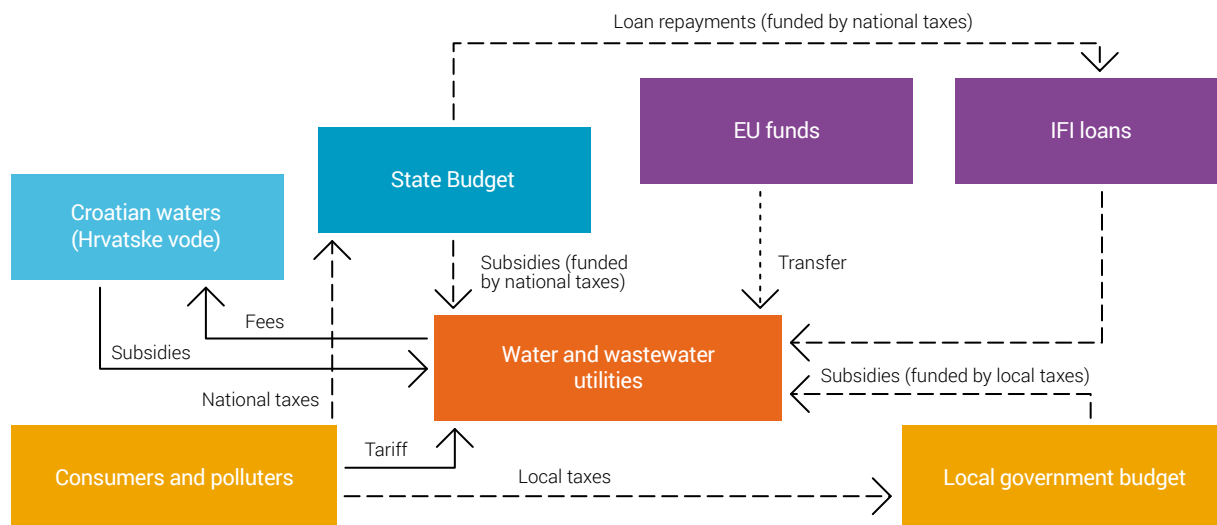 Loan repayments (funded by national taxes)
EU funds
IFI loans
State Budget
Croatian waters
(Hrvatske vode)
Subsidies (funded
by national taxes)
Transfer
Fees
Subsidies
Water and wastewater
utilities
Subsidies (funded by local taxes)
National taxes
Tariff
Consumers and polluters
Local taxes
Local government budget